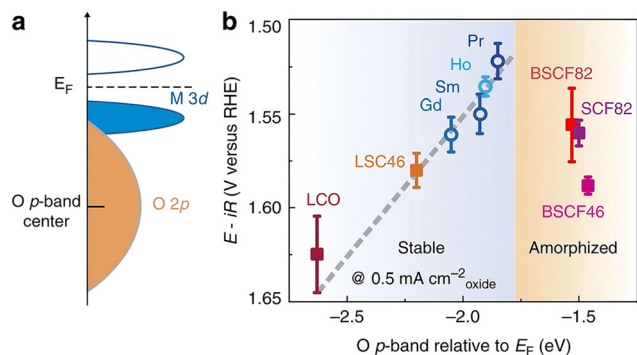 a
E_F
M 3d
O p-band
center
O 2p
b
E - iR (V versus RHE)
1.50
1.55
1.60
1.65
Pr
Ho
Sm
Gd
LSC46
LCO
BSCF82
SCF82
BSCF46
Stable
Amorphized
@ 0.5 mA cm⁻²oxide
−2.5
−2.0
−1.5
O p-band relative to E_F (eV)